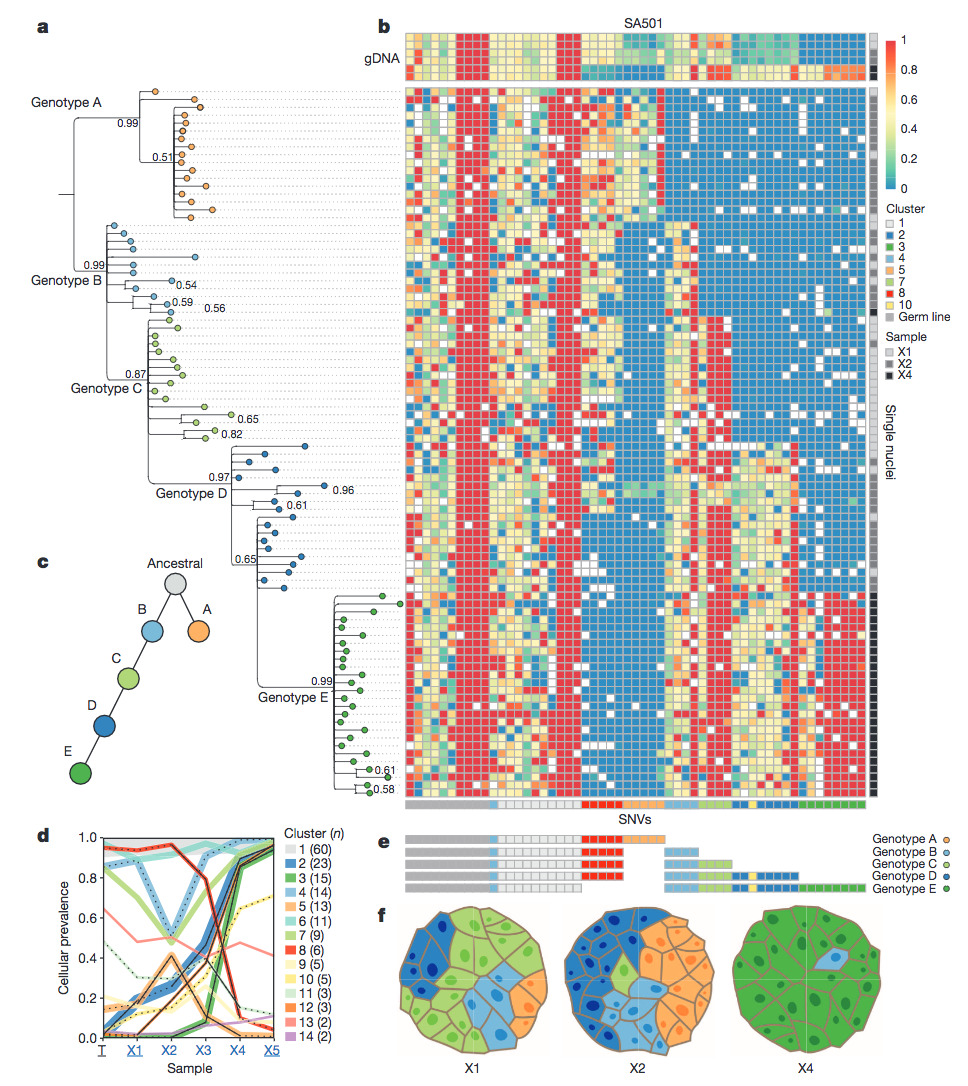 a
b
SA501
gDNA
1
0.8
0.6
0.4
0.2
0
Genotype A
0.99
0.51
Cluster
1
2
3
4
5
7
8
10
Germ line
Genotype B
0.99
0.54
0.59
0.56
Sample
X1
X2
X4
Genotype C
0.87
0.65
0.82
Single nuclei
Genotype D
0.97
0.96
0.61
0.65
c
Ancestral
B
A
C
D
E
Genotype E
0.99
0.61
0.58
SNVs
d
Cellular prevalence
1.0
0.8
0.6
0.4
0.2
0.0
T
X1
X2
X3
X4
X5
Sample
Cluster (n)
1 (60)
2 (23)
3 (15)
4 (14)
5 (13)
6 (11)
7 (9)
8 (6)
9 (5)
10 (5)
11 (3)
12 (3)
13 (2)
14 (2)
e
Genotype A
Genotype B
Genotype C
Genotype D
Genotype E
f
X1
X2
X4